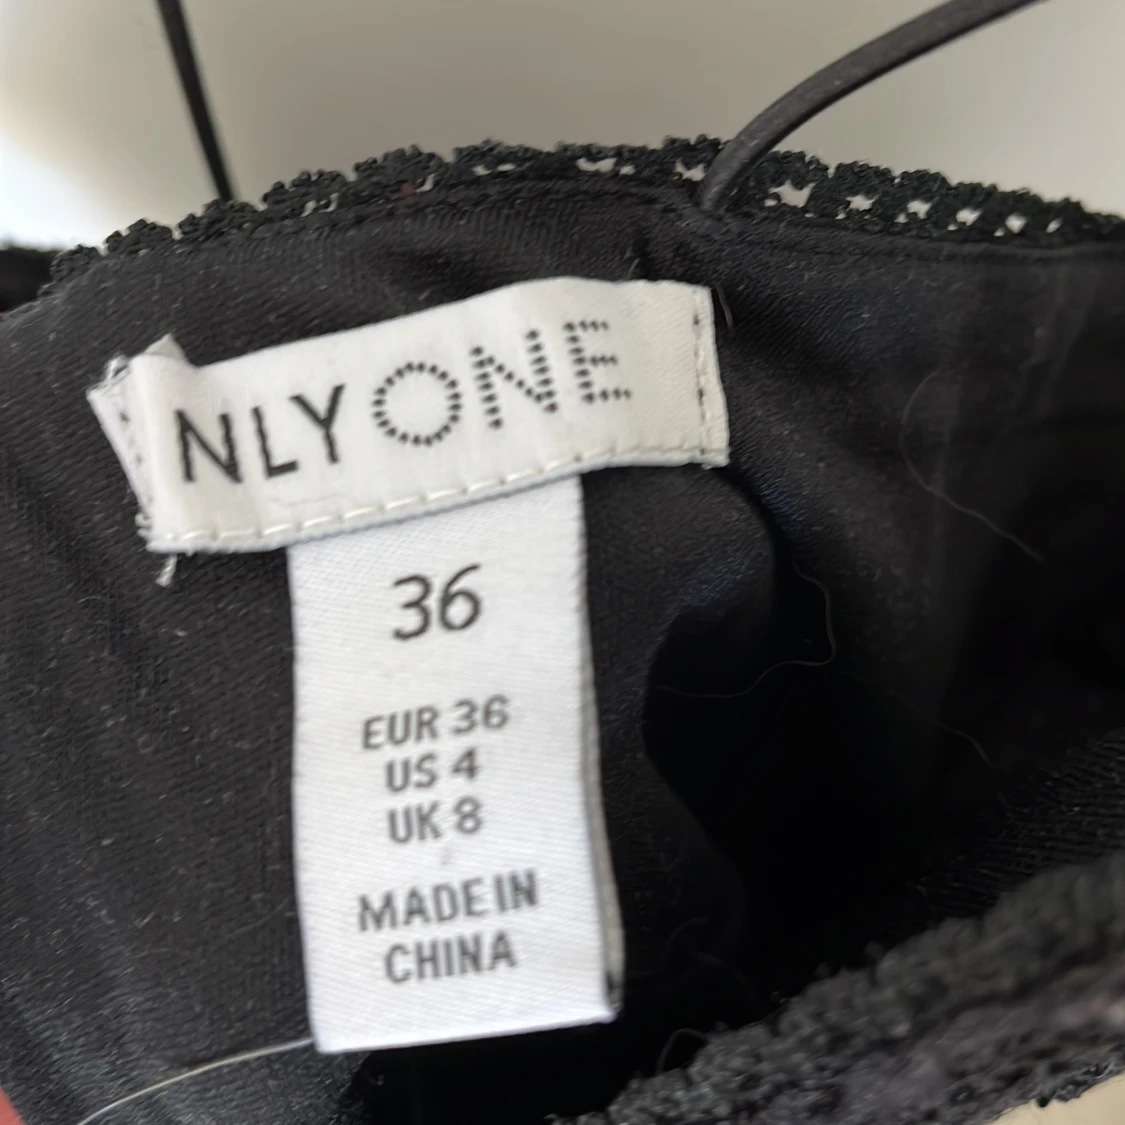 NLY ONE
36
EUR 36
US 4
UK 8
MADE IN
CHINA